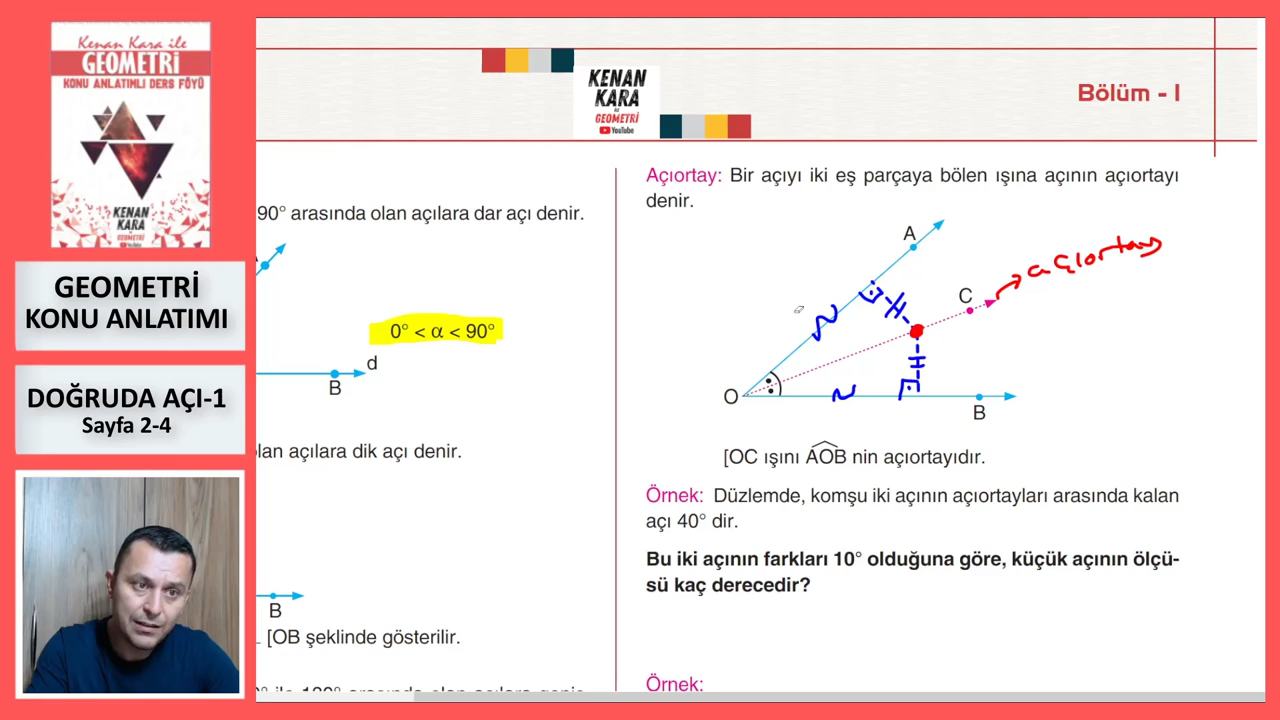 Kenan Kara ile
GEOMETRİ
KONU ANLATIMLI DERS FÖYÜ
KENAN
KARA
GEOMETRİ
KONU ANLATIMI
DOĞRUDA AÇI-1
Sayfa 2-4
KENAN
KARA
ile
GEOMETRİ
YouTube
Bölüm - I
90° arasında olan açılara dar açı denir.
A
0° < α < 90°
d
B
olan açılara dik açı denir.
B
[OB şeklinde gösterilir.
Açıortay: Bir açıyı iki eş parçaya bölen ışına açının açıortayı
denir.
A
açıortay
C
O
B
[OC ışını AOB nin açıortayıdır.
Örnek: Düzlemde, komşu iki açının açıortayları arasında kalan
açı 40° dir.
Bu iki açının farkları 10° olduğuna göre, küçük açının ölçü-
sü kaç derecedir?
Örnek: